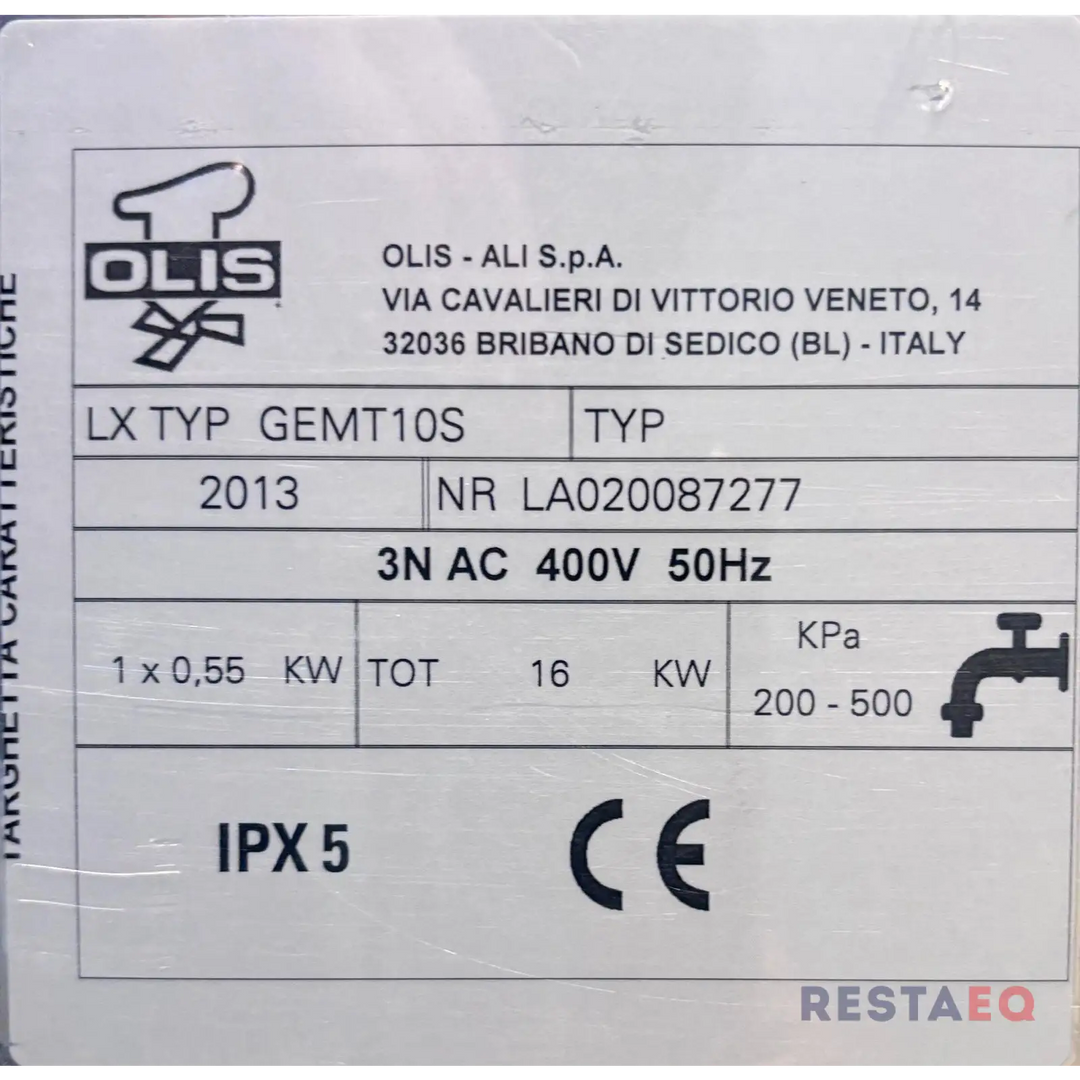 OLIS
OLIS - ALI S.p.A.
VIA CAVALIERI DI VITTORIO VENETO, 14
32036 BRIBANO DI SEDICO (BL) - ITALY
LX TYP GEMT10S
TYP
2013
NR LA020087277
3N AC 400V 50Hz
1 x 0,55 KW
TOT 16 KW
KPa
200 - 500
IPX 5
CE
TARGHETTA CARATTERISTICHE
RESTAEQ